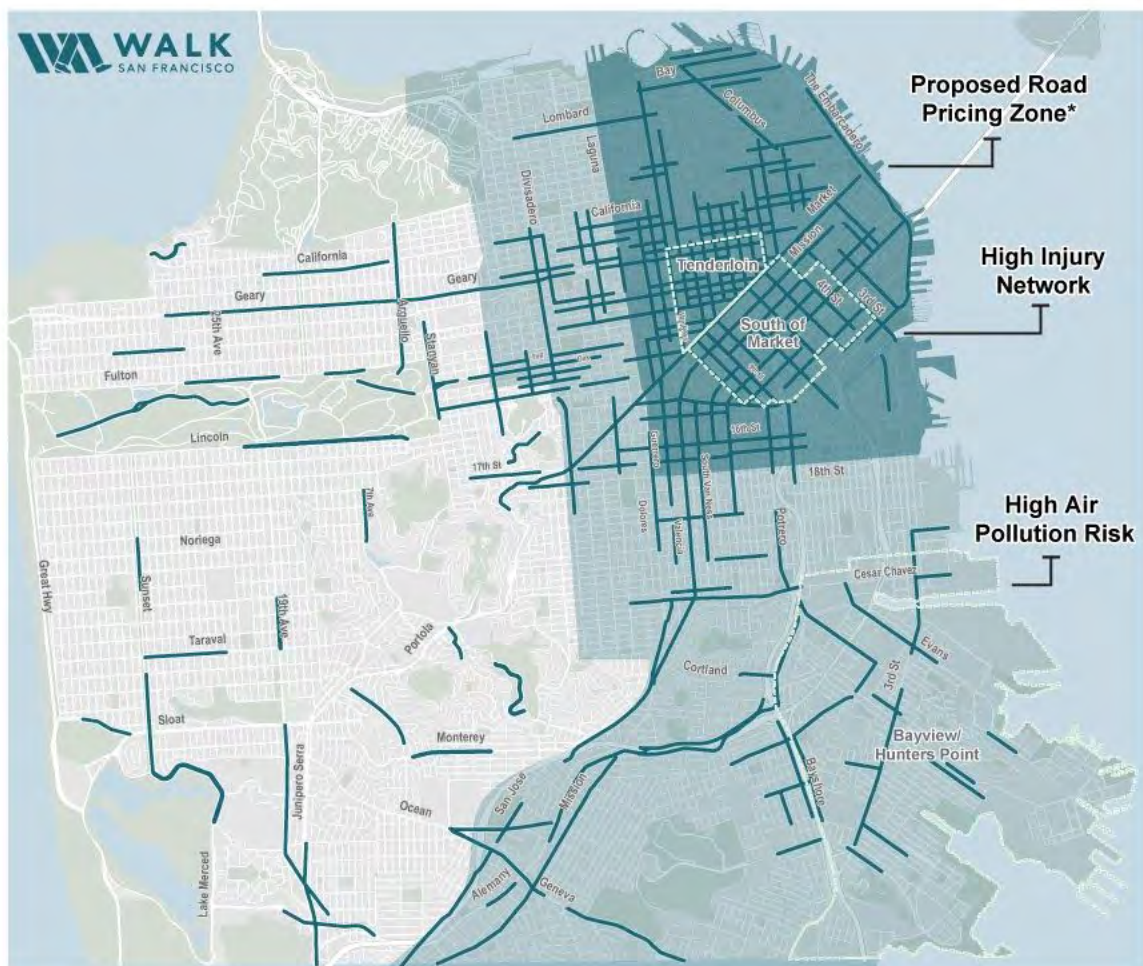 WALK
SAN FRANCISCO
Proposed Road
Pricing Zone*
High Injury
Network
High Air
Pollution Risk
Bay
The Embarcadero
Columbus
Lombard
Laguna
Divisadero
California
Market
Mission
Tenderloin
4th St
3rd St
South of
Market
California
Geary
Geary
Arguello
25th Ave
Stanyan
Fulton
Fell
Oak
Lincoln
Guerrero
16th St
17th St
South Van Ness
18th St
7th Ave
Dolores
Valencia
Potrero
Noriega
Great Hwy
Sunset
19th Ave
Cesar Chavez
Taraval
Portola
Evans
Cortland
3rd St
Sloat
Monterey
Bayview/
Hunters Point
Junipero Serra
San Jose
Mission
Bayshore
Ocean
Lake Merced
Alemany
Geneva